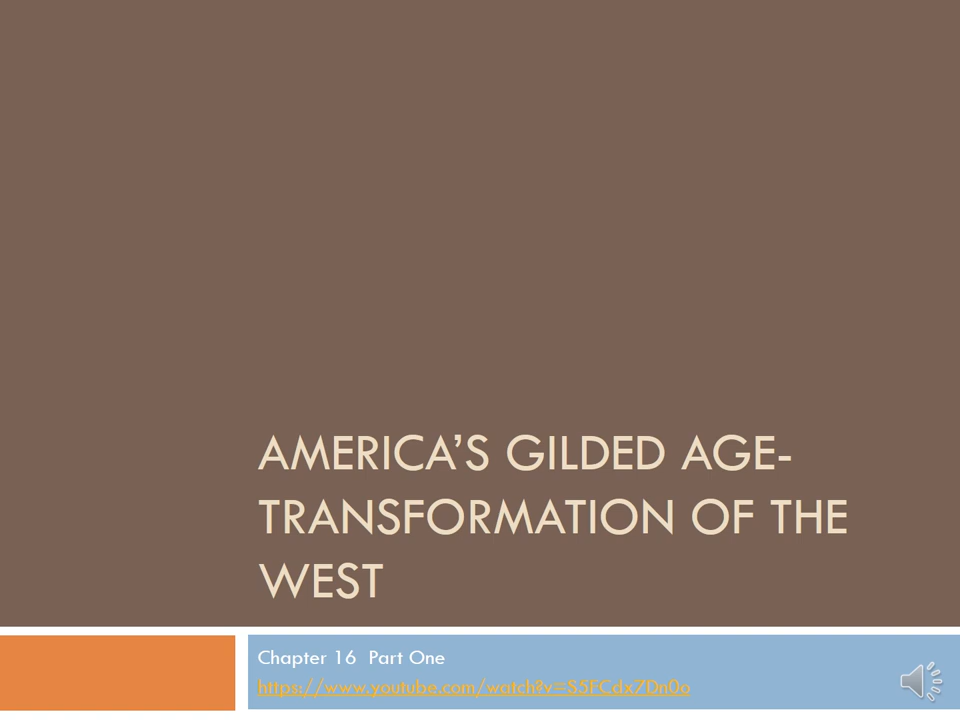 AMERICA’S GILDED AGE-
TRANSFORMATION OF THE
WEST
Chapter 16  Part One
https://www.youtube.com/watch?v=S5FCdx7Dn0o